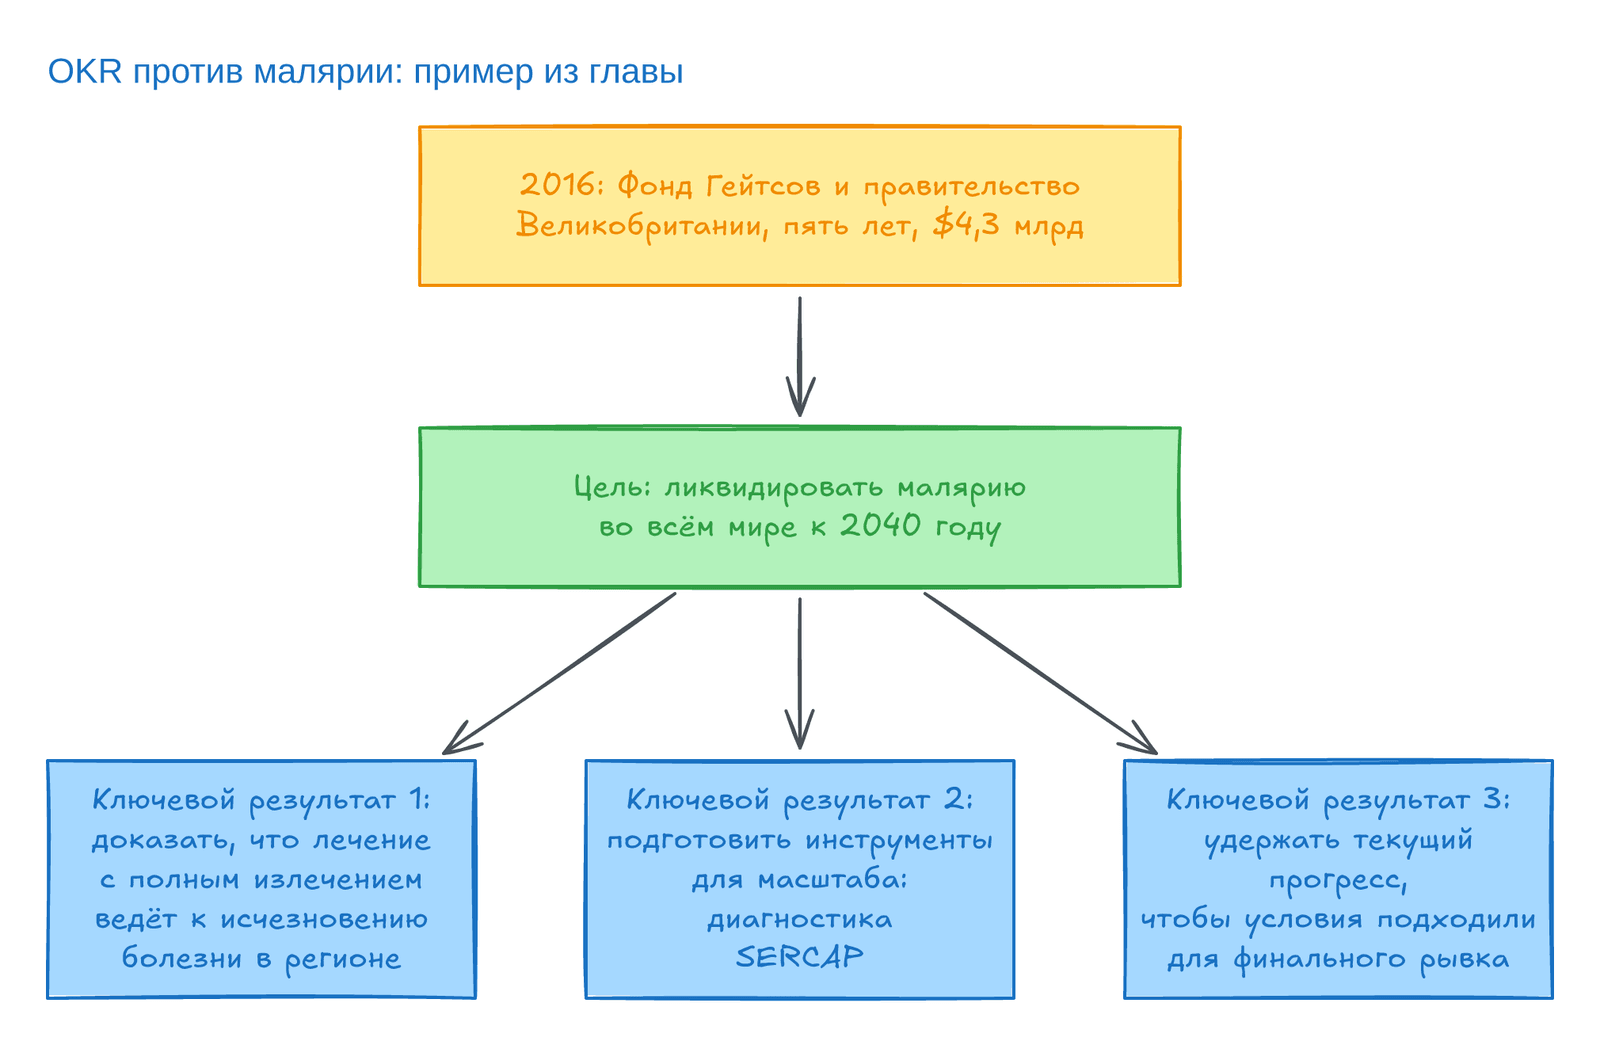 OKR против малярии: пример из главы
2016: Фонд Гейтсов и правительство
Великобритании, пять лет, $4,3 млрд
Цель: ликвидировать малярию
во всём мире к 2040 году
Ключевой результат 1:
доказать, что лечение
с полным излечением
ведёт к исчезновению
болезни в регионе
Ключевой результат 2:
подготовить инструменты
для масштаба:
диагностика
SERCAP
Ключевой результат 3:
удержать текущий
прогресс,
чтобы условия подходили
для финального рывка